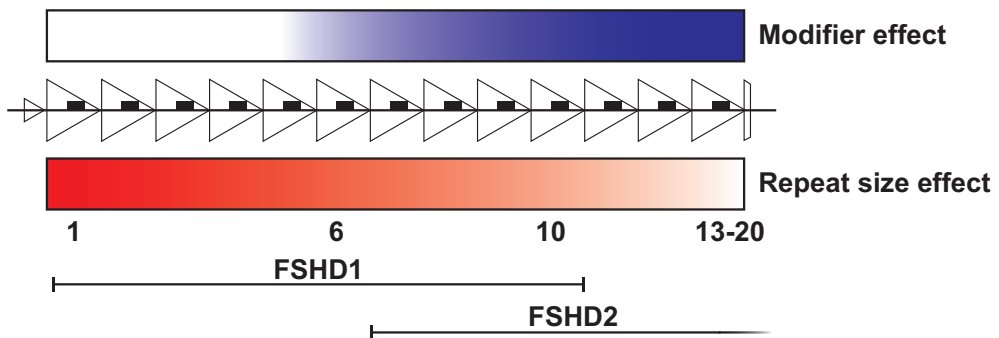 Modifier effect
Repeat size effect
1 6 10 13-20
FSHD1
FSHD2